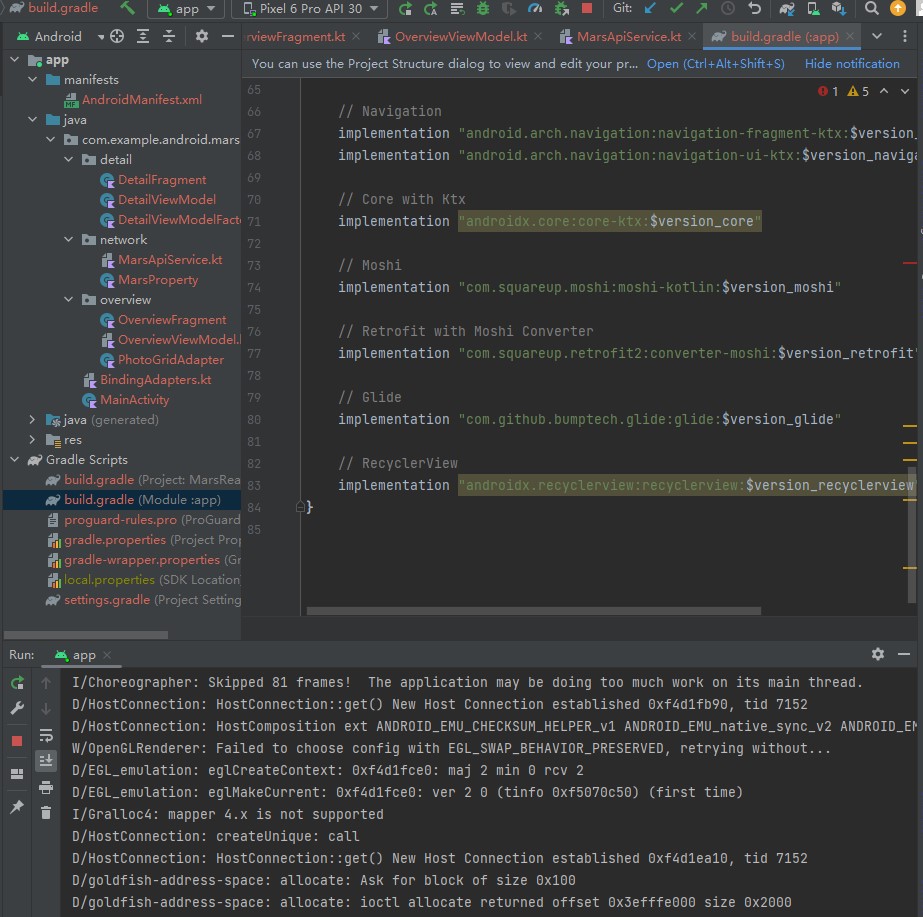 build.gradle
app
Pixel 6 Pro API 30
Git:
Android
rviewFragment.kt
OverviewViewModel.kt
MarsApiService.kt
build.gradle (:app)
You can use the Project Structure dialog to view and edit your pr...
Open (Ctrl+Alt+Shift+S)
Hide notification
app
manifests
AndroidManifest.xml
java
com.example.android.mars
detail
DetailFragment
DetailViewModel
DetailViewModelFact
network
MarsApiService.kt
MarsProperty
overview
OverviewFragment
OverviewViewModel.
PhotoGridAdapter
BindingAdapters.kt
MainActivity
java (generated)
res
Gradle Scripts
build.gradle (Project: MarsRea
build.gradle (Module :app)
proguard-rules.pro (ProGuard
gradle.properties (Project Prop
gradle-wrapper.properties (Gr
local.properties (SDK Location
settings.gradle (Project Setting
1 5
65
66 // Navigation
67 implementation "android.arch.navigation:navigation-fragment-ktx:$version_
68 implementation "android.arch.navigation:navigation-ui-ktx:$version_naviga
69
70 // Core with Ktx
71 implementation "androidx.core:core-ktx:$version_core"
72
73 // Moshi
74 implementation "com.squareup.moshi:moshi-kotlin:$version_moshi"
75
76 // Retrofit with Moshi Converter
77 implementation "com.squareup.retrofit2:converter-moshi:$version_retrofit"
78
79 // Glide
80 implementation "com.github.bumptech.glide:glide:$version_glide"
81
82 // RecyclerView
83 implementation "androidx.recyclerview:recyclerview:$version_recyclerview"
84 }
85
Run: app
I/Choreographer: Skipped 81 frames!  The application may be doing too much work on its main thread.
D/HostConnection: HostConnection::get() New Host Connection established 0xf4d1fb90, tid 7152
D/HostConnection: HostComposition ext ANDROID_EMU_CHECKSUM_HELPER_v1 ANDROID_EMU_native_sync_v2 ANDROID_EM
W/OpenGLRenderer: Failed to choose config with EGL_SWAP_BEHAVIOR_PRESERVED, retrying without...
D/EGL_emulation: eglCreateContext: 0xf4d1fce0: maj 2 min 0 rcv 2
D/EGL_emulation: eglMakeCurrent: 0xf4d1fce0: ver 2 0 (tinfo 0xf5070c50) (first time)
I/Gralloc4: mapper 4.x is not supported
D/HostConnection: createUnique: call
D/HostConnection: HostConnection::get() New Host Connection established 0xf4d1ea10, tid 7152
D/goldfish-address-space: allocate: Ask for block of size 0x100
D/goldfish-address-space: allocate: ioctl allocate returned offset 0x3efffe000 size 0x2000